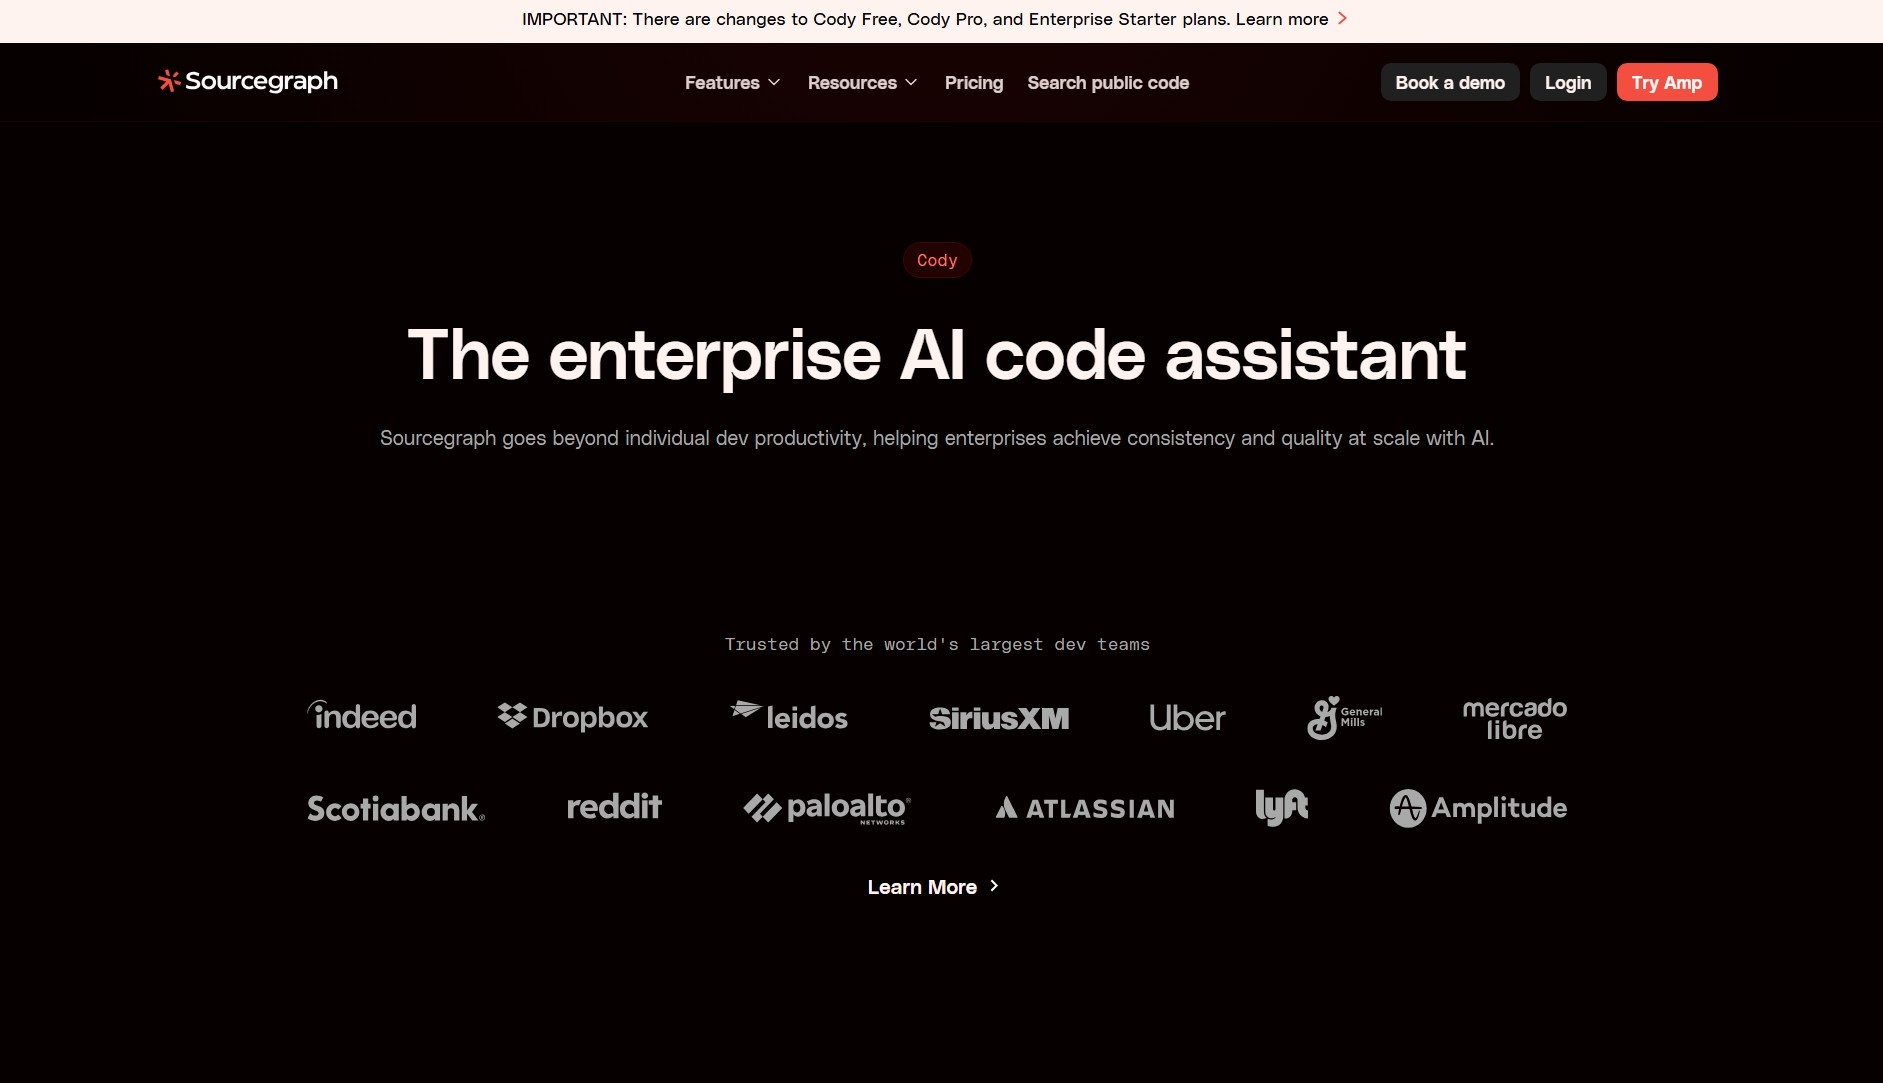 IMPORTANT: There are changes to Cody Free, Cody Pro, and Enterprise Starter plans. Learn more
Sourcegraph Features Resources Pricing Search public code Book a demo Login Try Amp
Cody
The enterprise AI code assistant
Sourcegraph goes beyond individual dev productivity, helping enterprises achieve consistency and quality at scale with AI.
Trusted by the world's largest dev teams
indeed Dropbox leidos SiriusXM Uber General Mills mercado libre
Scotiabank® reddit paloalto® NETWORKS ATLASSIAN lyft Amplitude
Learn More